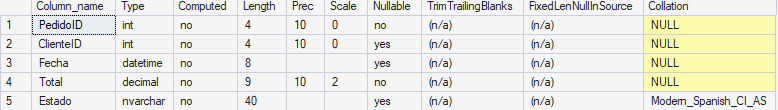 Column_name Type Computed Length Prec Scale Nullable TrimTrailingBlanks FixedLenNullInSource Collation
1 PedidoID int no 4 10 0 no (n/a) (n/a) NULL
2 ClienteID int no 4 10 0 yes (n/a) (n/a) NULL
3 Fecha datetime no 8 yes (n/a) (n/a) NULL
4 Total decimal no 9 10 2 no (n/a) (n/a) NULL
5 Estado nvarchar no 40 yes (n/a) (n/a) Modern_Spanish_CI_AS